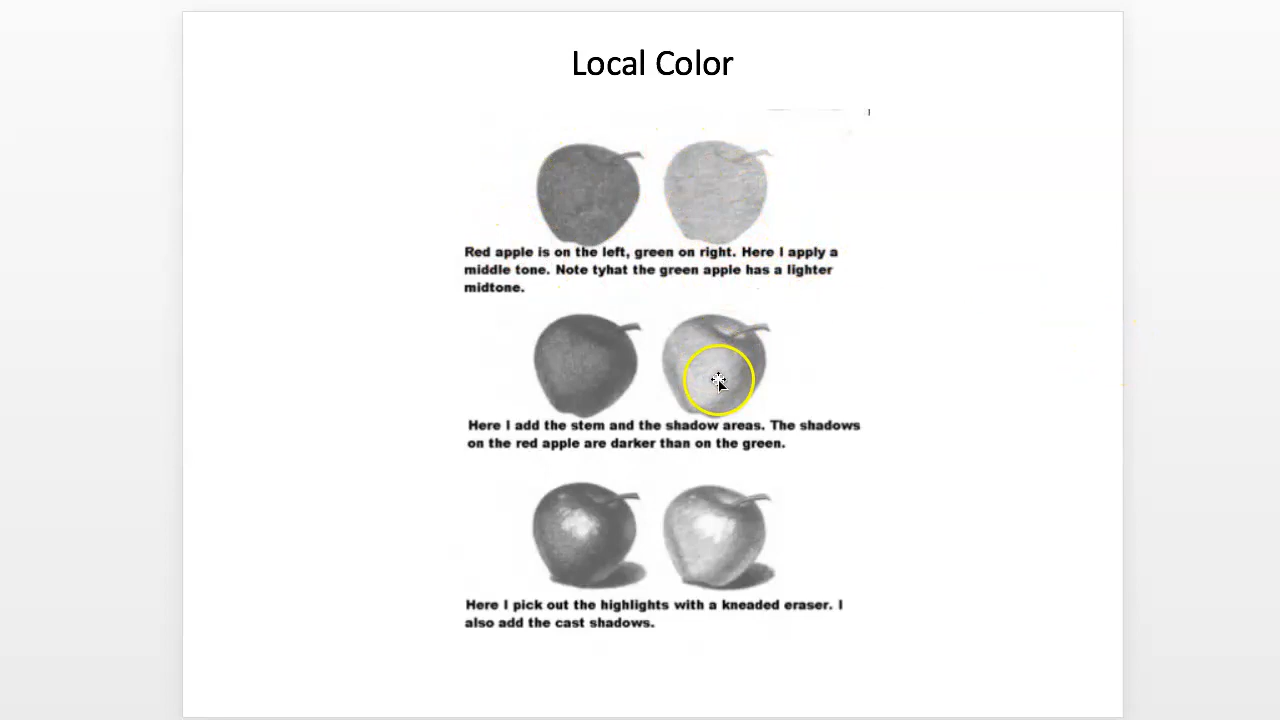 Local Color
Red apple is on the left, green on right. Here I apply a
middle tone. Note tyhat the green apple has a lighter
midtone.
Here I add the stem and the shadow areas. The shadows
on the red apple are darker than on the green.
Here I pick out the highlights with a kneaded eraser. I
also add the cast shadows.